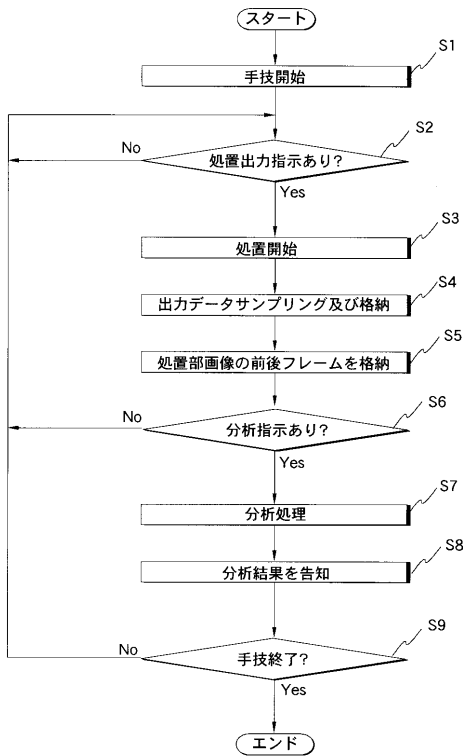 スタート
S1
手技開始
S2
処置出力指示あり?
No
Yes
S3
処置開始
S4
出力データサンプリング及び格納
S5
処置部画像の前後フレームを格納
S6
分析指示あり?
No
Yes
S7
分析処理
S8
分析結果を告知
S9
手技終了?
No
Yes
エンド